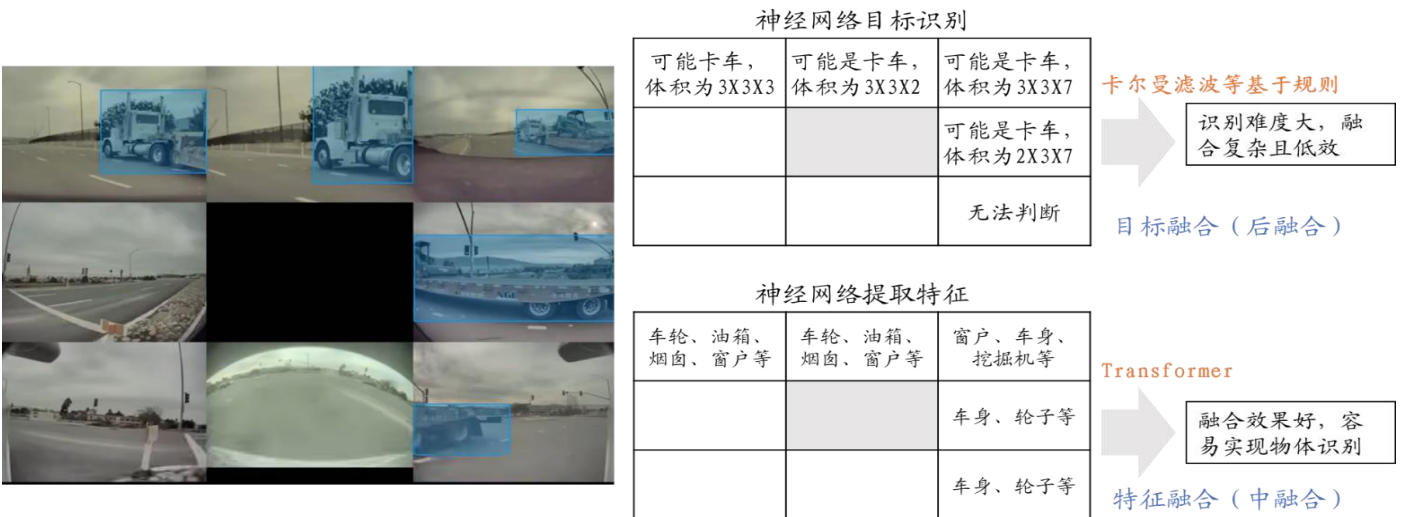 神经网络目标识别
可能卡车，
体积为3X3X3
可能是卡车，
体积为3X3X2
可能是卡车，
体积为3X3X7
可能是卡车，
体积为2X3X7
无法判断
卡尔曼滤波等基于规则
识别难度大，融
合复杂且低效
目标融合（后融合）
神经网络提取特征
车轮、油箱、
烟囱、窗户等
车轮、油箱、
烟囱、窗户等
窗户、车身、
挖掘机等
车身、轮子等
车身、轮子等
Transformer
融合效果好，容
易实现物体识别
特征融合（中融合）